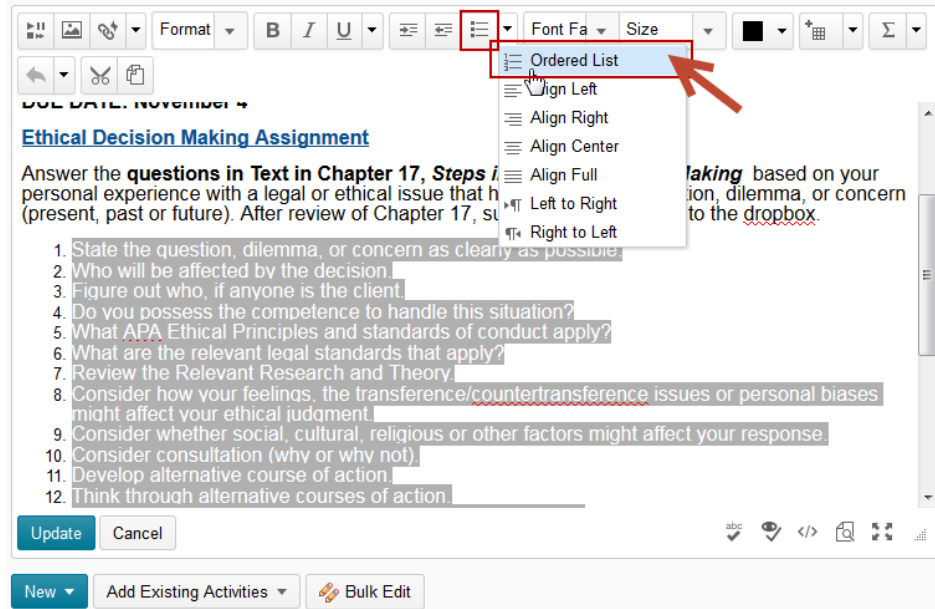 Format B I U Font Fa Size Σ
Ordered List
Align Left
Align Right
Align Center
Align Full
Left to Right
Right to Left
DUE DATE: November 4
Ethical Decision Making Assignment
Answer the questions in Text in Chapter 17, Steps based on your
personal experience with a legal or ethical issue that dilemma, or concern
(present, past or future). After review of Chapter 17, to the dropbox.
1. State the question, dilemma, or concern as clearly as possible.
2. Who will be affected by the decision.
3. Figure out who, if anyone is the client.
4. Do you possess the competence to handle this situation?
5. What APA Ethical Principles and standards of conduct apply?
6. What are the relevant legal standards that apply?
7. Review the Relevant Research and Theory.
8. Consider how your feelings, the transference/countertransference issues or personal biases
might affect your ethical judgment.
9. Consider whether social, cultural, religious or other factors might affect your response.
10. Consider consultation (why or why not).
11. Develop alternative course of action.
12. Think through alternative courses of action.
Update Cancel abc </>
New Add Existing Activities Bulk Edit